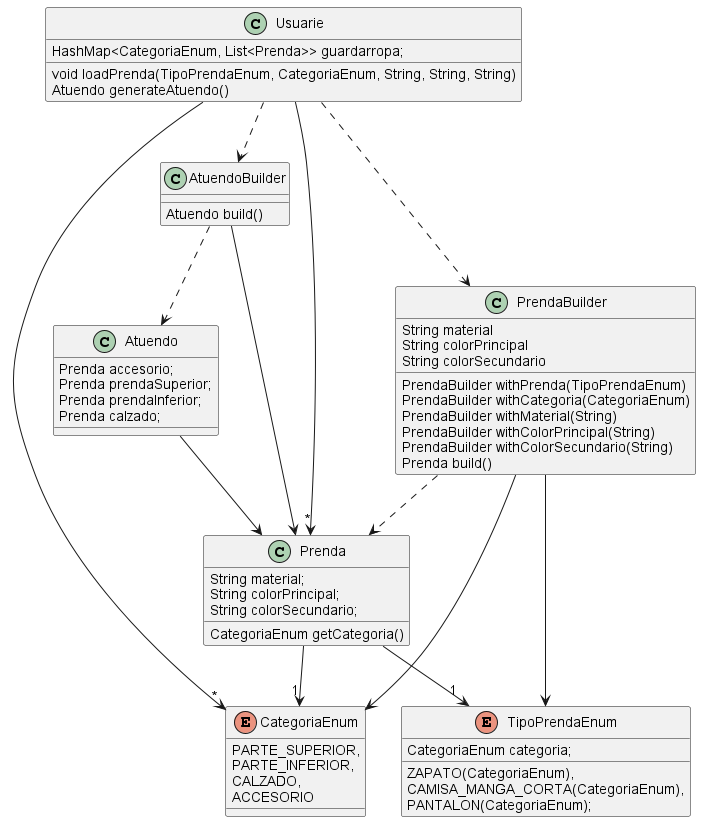 C Usuarie
HashMap<CategoriaEnum, List<Prenda>> guardarropa;
void loadPrenda(TipoPrendaEnum, CategoriaEnum, String, String, String)
Atuendo generateAtuendo()
C AtuendoBuilder
Atuendo build()
C PrendaBuilder
String material
String colorPrincipal
String colorSecundario
PrendaBuilder withPrenda(TipoPrendaEnum)
PrendaBuilder withCategoria(CategoriaEnum)
PrendaBuilder withMaterial(String)
PrendaBuilder withColorPrincipal(String)
PrendaBuilder withColorSecundario(String)
Prenda build()
C Atuendo
Prenda accesorio;
Prenda prendaSuperior;
Prenda prendaInferior;
Prenda calzado;
*
C Prenda
String material;
String colorPrincipal;
String colorSecundario;
CategoriaEnum getCategoria()
*
1
1
E CategoriaEnum
PARTE_SUPERIOR,
PARTE_INFERIOR,
CALZADO,
ACCESORIO
E TipoPrendaEnum
CategoriaEnum categoria;
ZAPATO(CategoriaEnum),
CAMISA_MANGA_CORTA(CategoriaEnum),
PANTALON(CategoriaEnum);